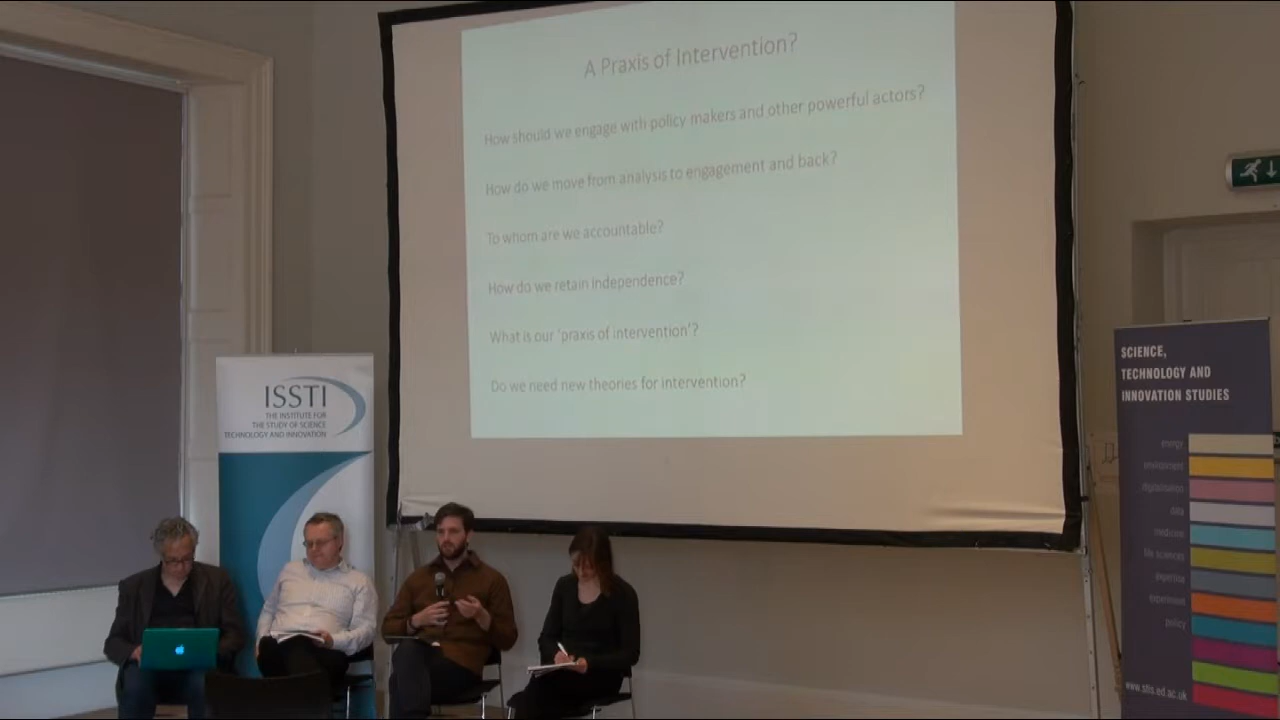 A Praxis of Intervention?
How should we engage with policy makers and other powerful actors?
How do we move from analysis to engagement and back?
To whom are we accountable?
How do we retain independence?
What is our 'praxis of intervention'?
Do we need new theories for intervention?
ISSTI
THE INSTITUTE FOR
THE STUDY OF SCIENCE
TECHNOLOGY AND INNOVATION
SCIENCE,
TECHNOLOGY AND
INNOVATION STUDIES
energy
environment
digitalisation
data
medicine
life sciences
expertise
experiment
policy
www.stis.ed.ac.uk